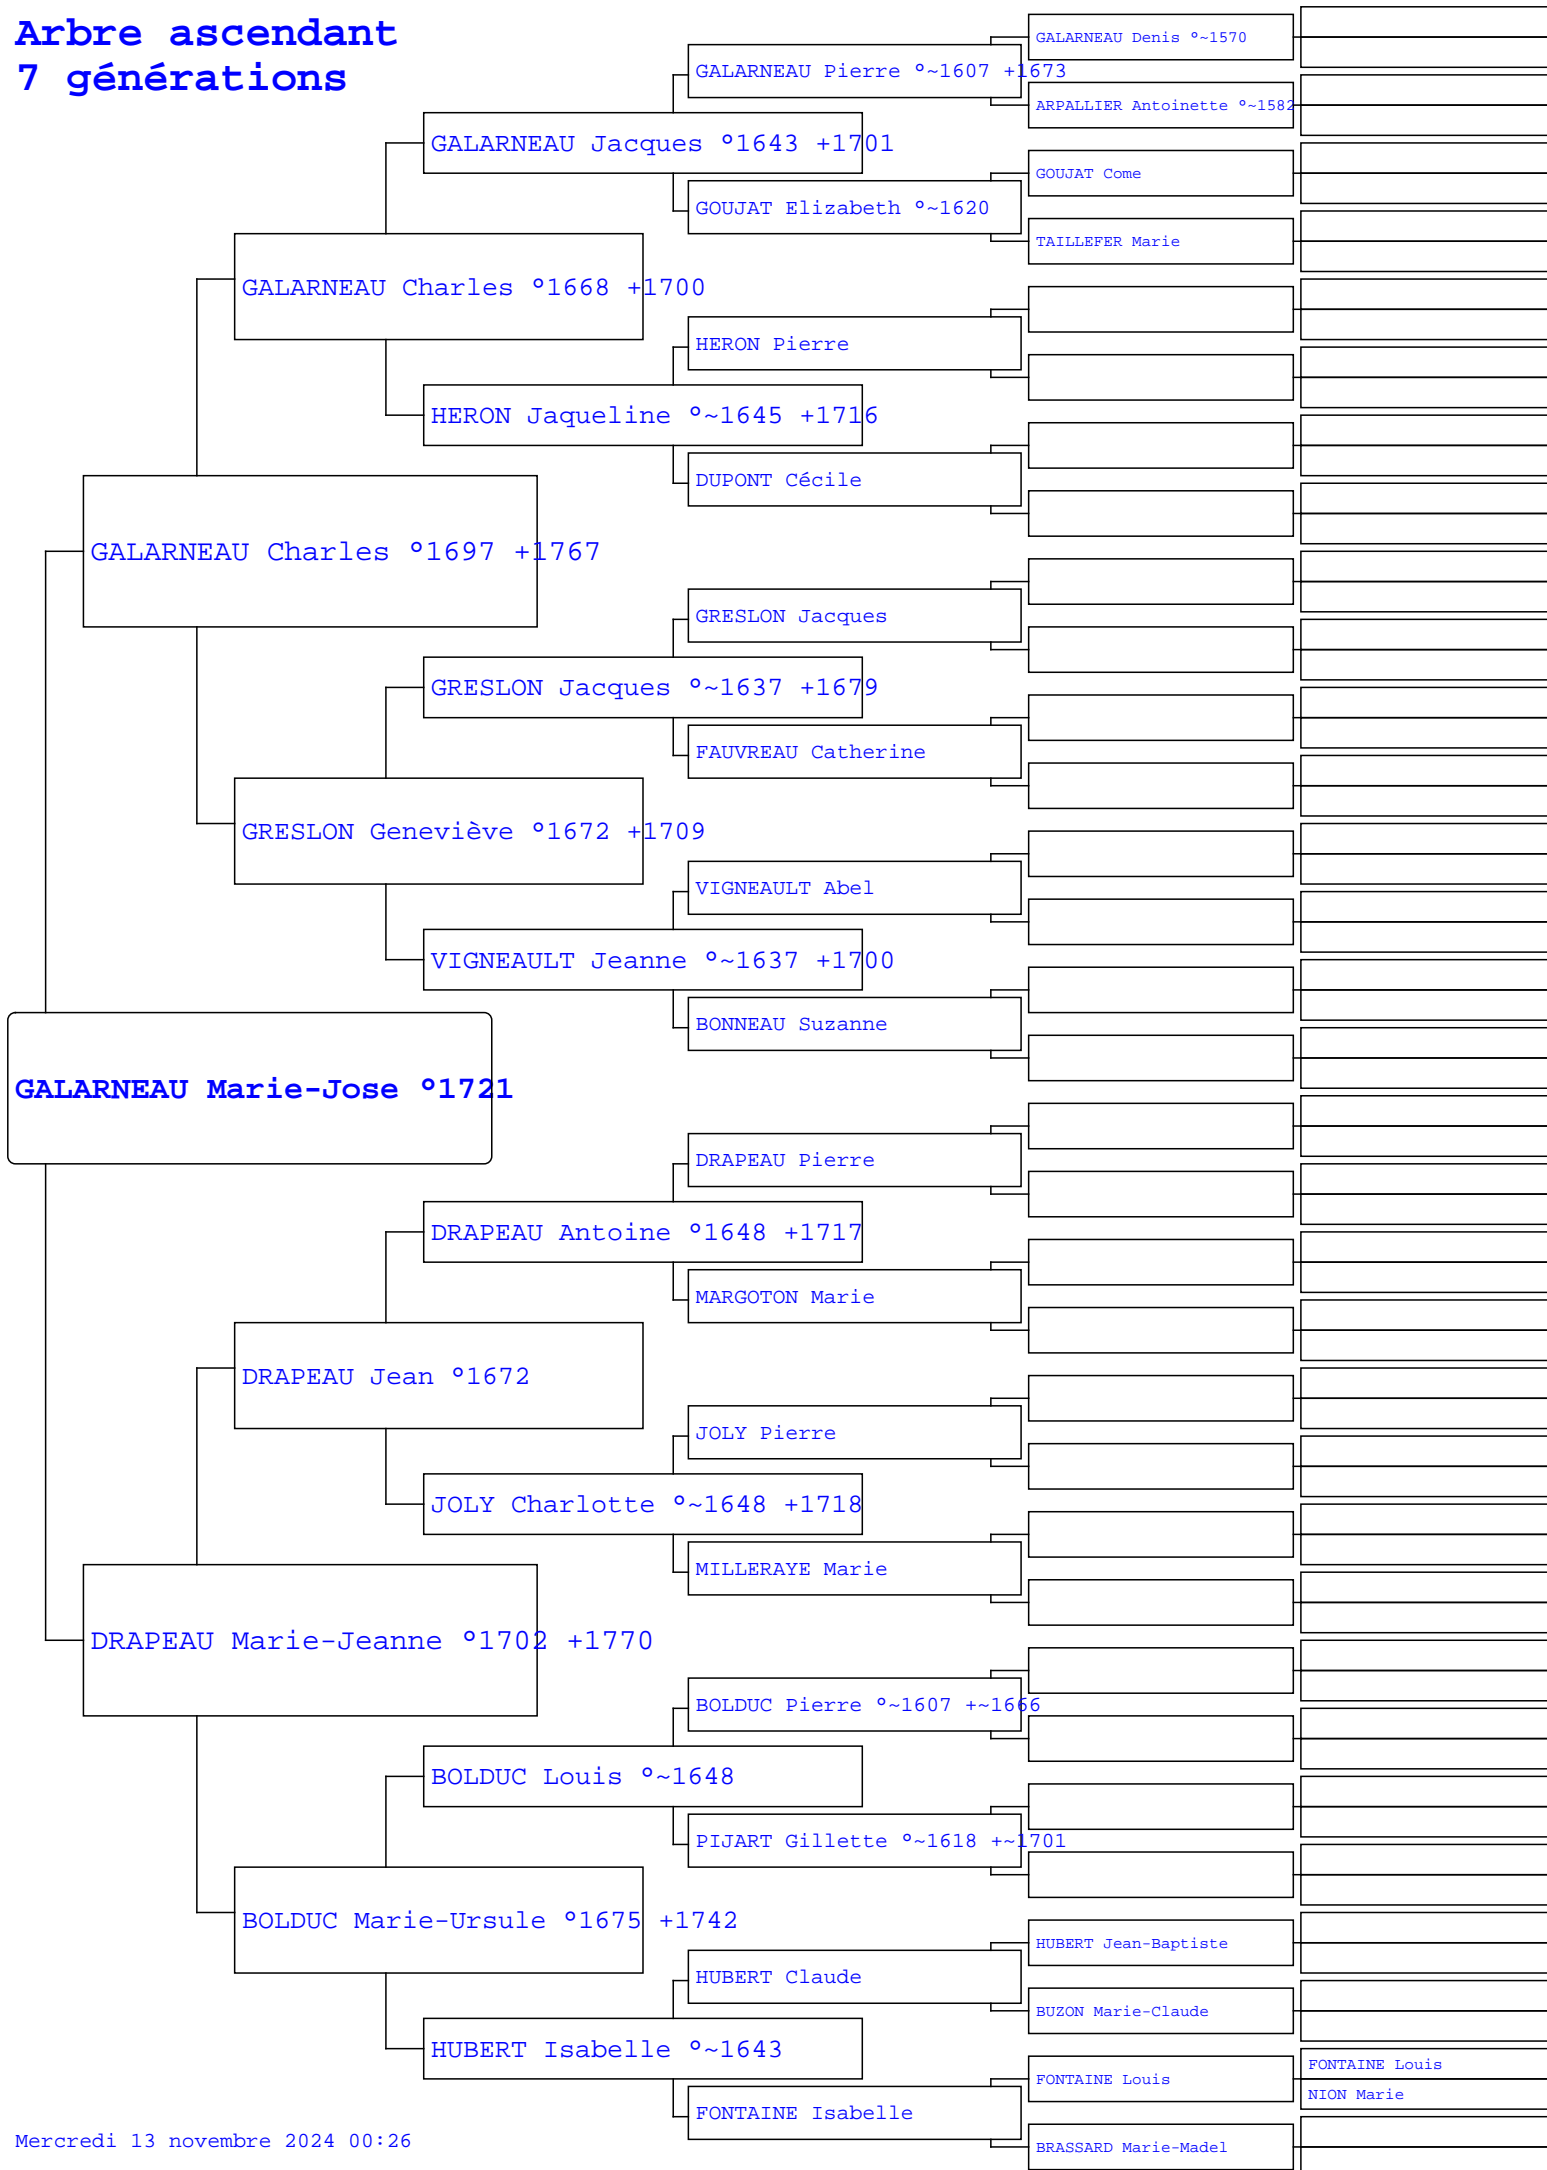 Arbre ascendant
7 générations
GALARNEAU Denis °~1570
GALARNEAU Pierre °~1607 +1673
ARPALLIER Antoinette °~1582
GALARNEAU Jacques °1643 +1701
GOUJAT Come
GOUJAT Elizabeth °~1620
TAILLEFER Marie
GALARNEAU Charles °1668 +1700
HERON Pierre
HERON Jaqueline °~1645 +1716
DUPONT Cécile
GALARNEAU Charles °1697 +1767
GRESLON Jacques
GRESLON Jacques °~1637 +1679
FAUVREAU Catherine
GRESLON Geneviève °1672 +1709
VIGNEAULT Abel
VIGNEAULT Jeanne °~1637 +1700
BONNEAU Suzanne
GALARNEAU Marie-Jose °1721
DRAPEAU Pierre
DRAPEAU Antoine °1648 +1717
MARGOTON Marie
DRAPEAU Jean °1672
JOLY Pierre
JOLY Charlotte °~1648 +1718
MILLERAYE Marie
DRAPEAU Marie-Jeanne °1702 +1770
BOLDUC Pierre °~1607 +~1666
BOLDUC Louis °~1648
PIJART Gillette °~1618 +~1701
BOLDUC Marie-Ursule °1675 +1742
HUBERT Jean-Baptiste
HUBERT Claude
BUZON Marie-Claude
HUBERT Isabelle °~1643
FONTAINE Louis
FONTAINE Louis
NION Marie
FONTAINE Isabelle
BRASSARD Marie-Madel
Mercredi 13 novembre 2024 00:26